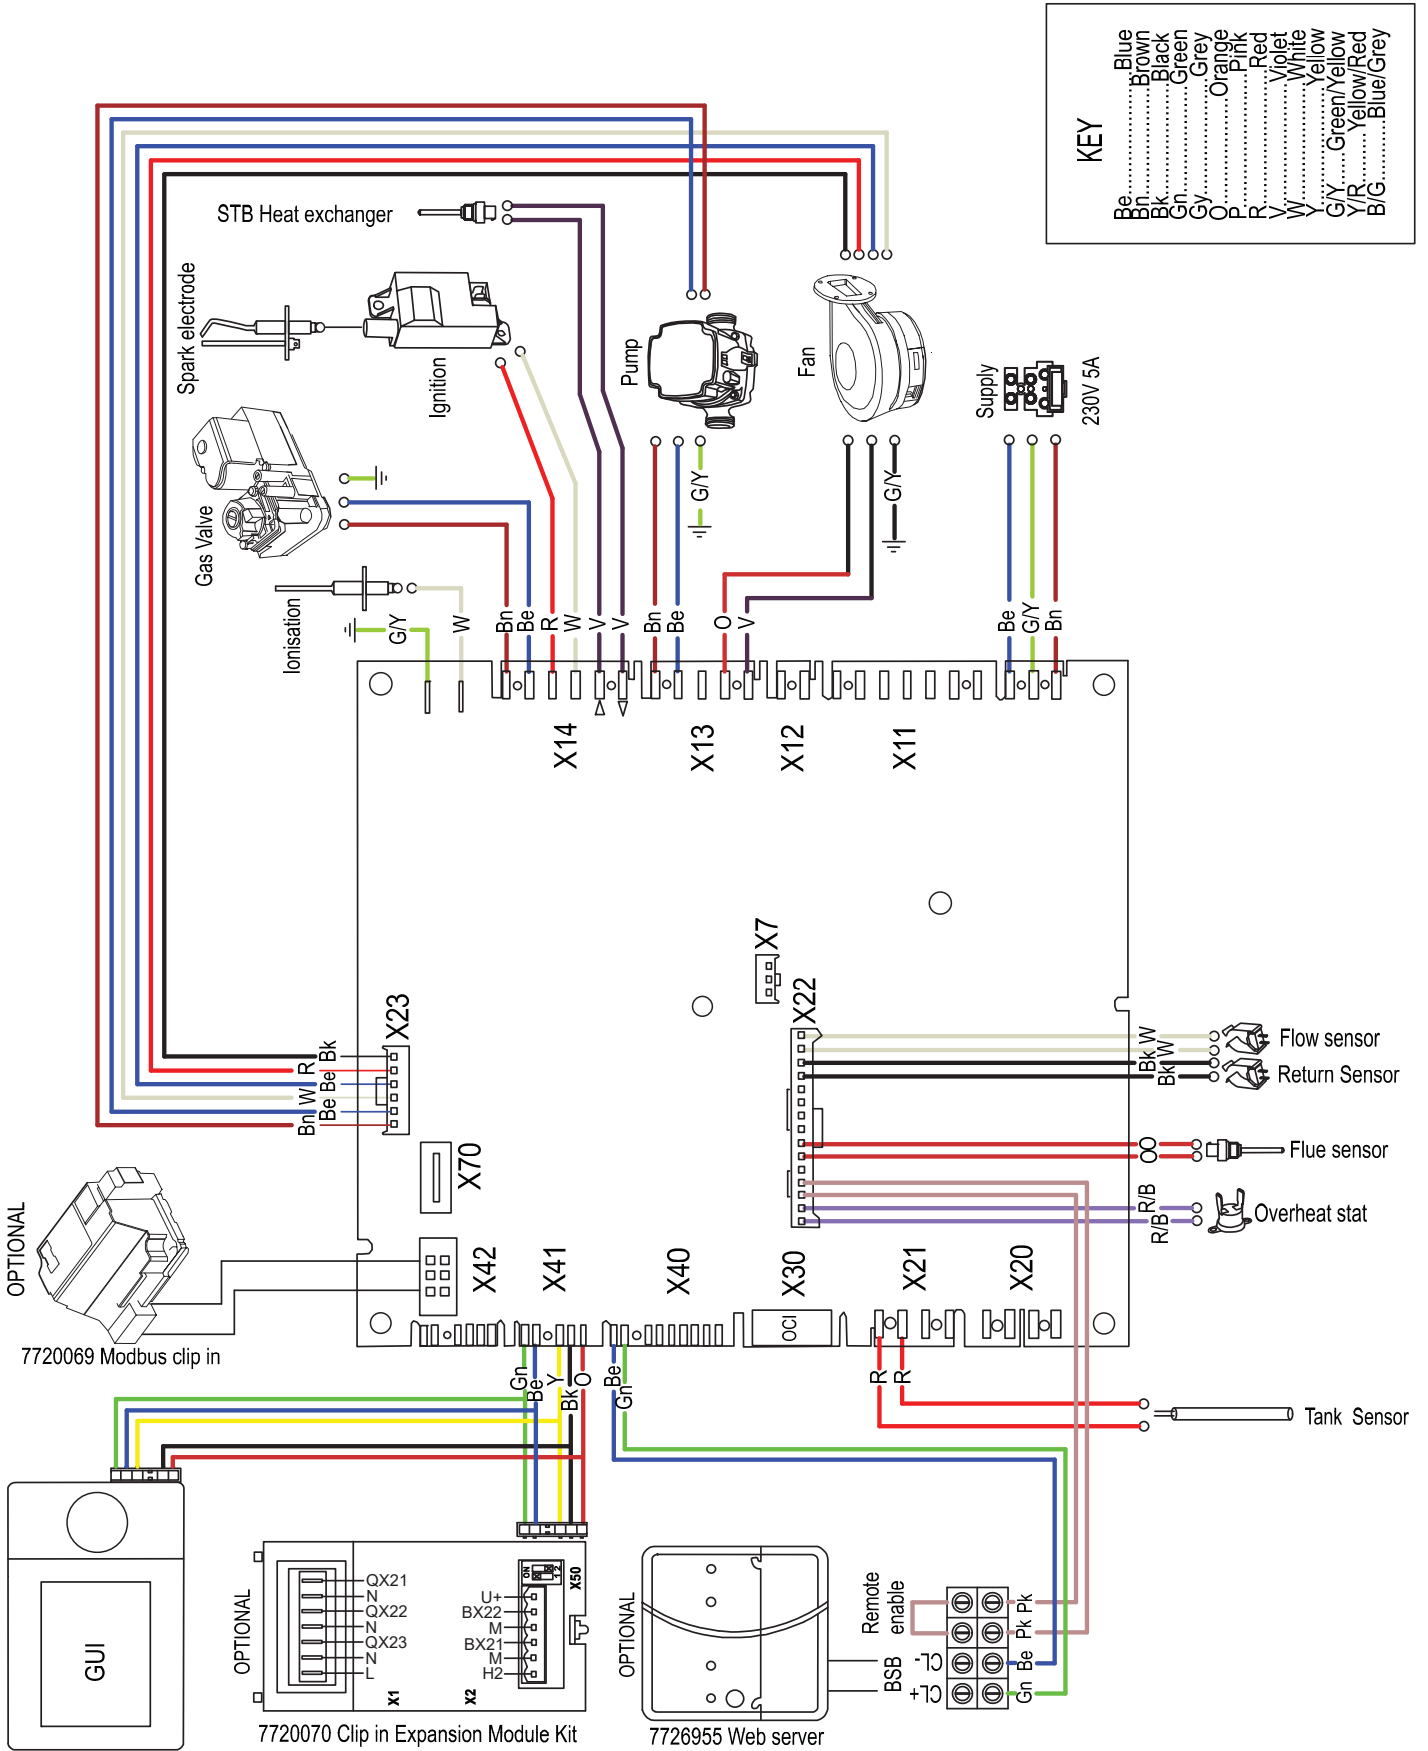 KEY
Be Blue
Bn Brown
Bk Black
Gn Green
Gy Grey
O Orange
P Pink
R Red
V Violet
W White
Y Yellow
G/Y Green/Yellow
Y/R Yellow/Red
B/G Blue/Grey
STB Heat exchanger
Spark electrode
Ignition
Gas Valve
Ionisation
Pump
Fan
Supply
230V 5A
G/Y
G/Y
G/Y
W
Bn
Be
R
W
V
V
Bn
Be
O
V
Be
G/Y
Bn
X14
X13
X12
X11
X7
X23
X22
Bk
R
Be
W
Be
Bn
W
W
Bk
Bk
Flow sensor
Return Sensor
O
O
Flue sensor
R/B
R/B
Overheat stat
X70
OPTIONAL
7720069 Modbus clip in
X42
X41
X40
X30
X21
X20
OCI
Gn
Be
Y
Bk
O
Be
Gn
R
R
Tank Sensor
GUI
OPTIONAL
QX21
N
QX22
N
QX23
N
L
X1
U+
BX22
M
BX21
M
H2
X2
ON
1 2
X50
7720070 Clip in Expansion Module Kit
OPTIONAL
7726955 Web server
Remote
enable
BSB
CL-
CL+
Pk
Pk
Be
Gn